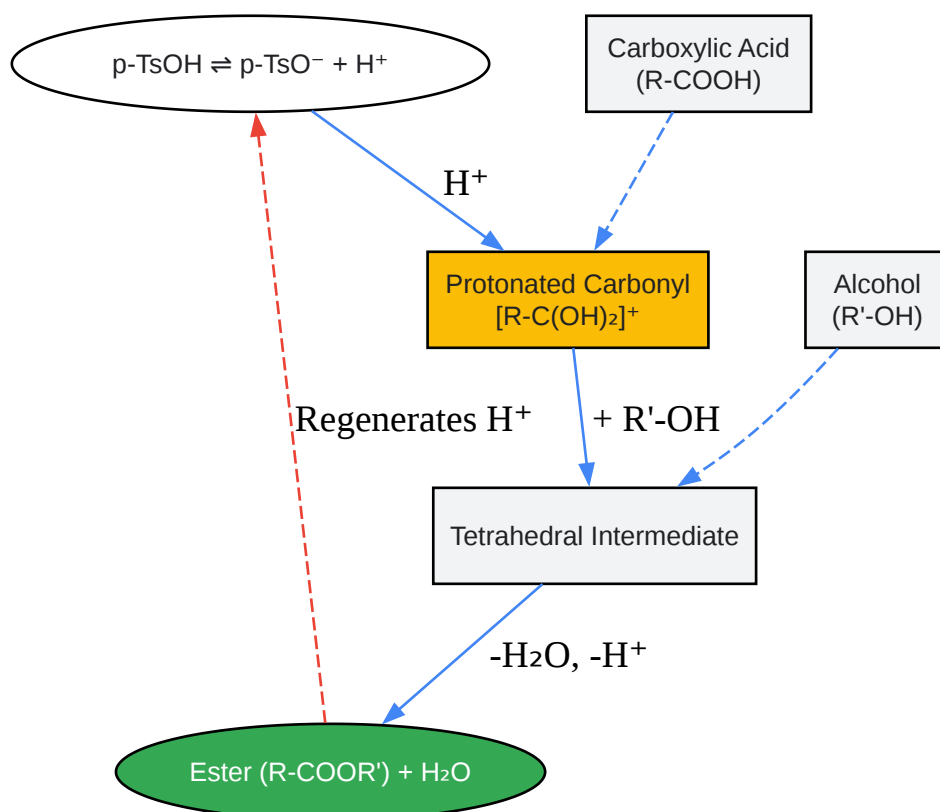 p-TsOH ⇌ p-TsO⁻ + H⁺
Carboxylic Acid
(R-COOH)
H⁺
Protonated Carbonyl
[R-C(OH)₂]⁺
Alcohol
(R'-OH)
Regenerates H⁺
+ R'-OH
Tetrahedral Intermediate
-H₂O, -H⁺
Ester (R-COOR') + H₂O